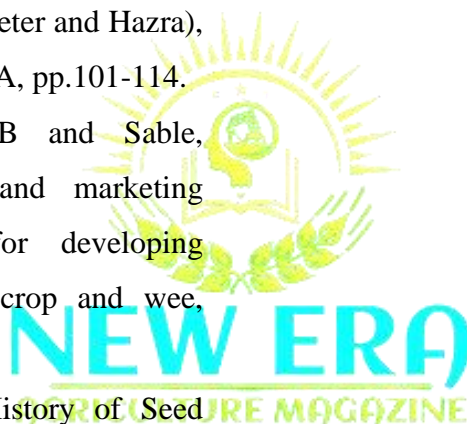 eter and Hazra),
A, pp.101-114.
B and Sable,
and marketing
for developing
crop and wee,
NEW ERA
History of Seed
AGRICULTURE MAGAZINE